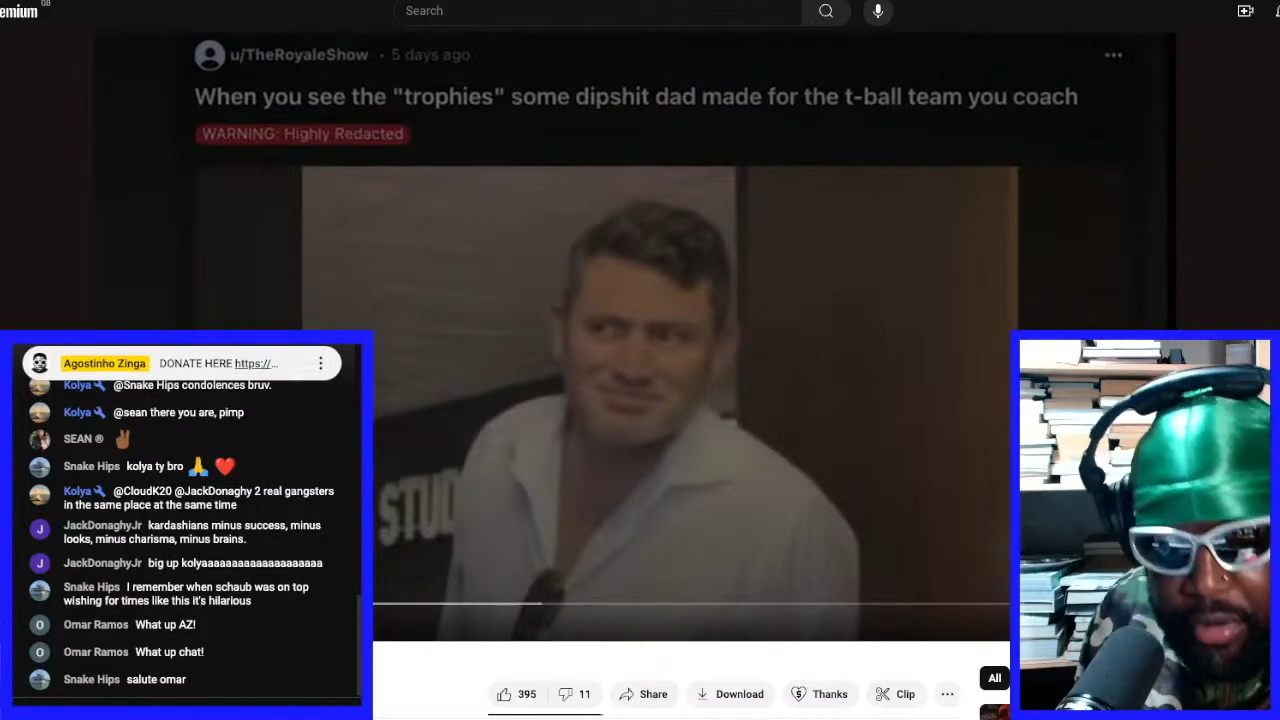 emium GB
Search
u/TheRoyaleShow • 5 days ago
When you see the "trophies" some dipshit dad made for the t-ball team you coach
WARNING: Highly Redacted
STUD
Agostinho Zinga DONATE HERE https://...
Kolya @Snake Hips condolences bruv.
Kolya @sean there you are, pimp
SEAN ® ✌🏾
Snake Hips kolya ty bro 🙏 ❤️
Kolya @CloudK20 @JackDonaghy 2 real gangsters
in the same place at the same time
J JackDonaghyJr kardashians minus success, minus
looks, minus charisma, minus brains.
J JackDonaghyJr big up kolyaaaaaaaaaaaaaaaaaaaa
Snake Hips I remember when schaub was on top
wishing for times like this it's hilarious
O Omar Ramos What up AZ!
O Omar Ramos What up chat!
Snake Hips salute omar
395 11 Share Download Thanks Clip ...
All